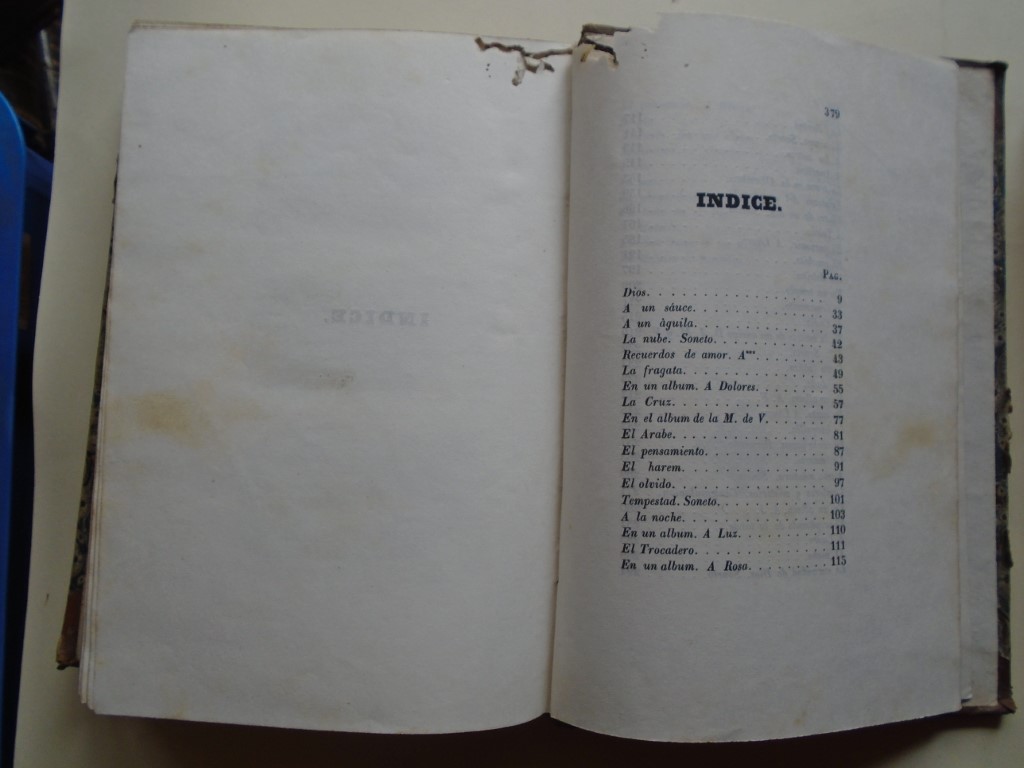 379
INDICE.
PAG.
Dios. . . . . . . . . . . . . . . . . 9
A un sáuce. . . . . . . . . . . . . 33
A un àguila. . . . . . . . . . . . . 37
La nube. Soneto. . . . . . . . . . . 42
Recuerdos de amor. A***. . . . . . . 43
La fragata. . . . . . . . . . . . . . 49
En un album. A Dolores. . . . . . . 55
La Cruz. . . . . . . . . . . . . . . 57
En el album de la M. de V. . . . . . 77
El Arabe. . . . . . . . . . . . . . . 81
El pensamiento. . . . . . . . . . . . 87
El harem. . . . . . . . . . . . . . . 91
El olvido. . . . . . . . . . . . . . . 97
Tempestad. Soneto. . . . . . . . . . 101
A la noche. . . . . . . . . . . . . . 103
En un album. A Luz. . . . . . . . . 110
El Trocadero. . . . . . . . . . . . . 111
En un album. A Rosa. . . . . . . . . 115